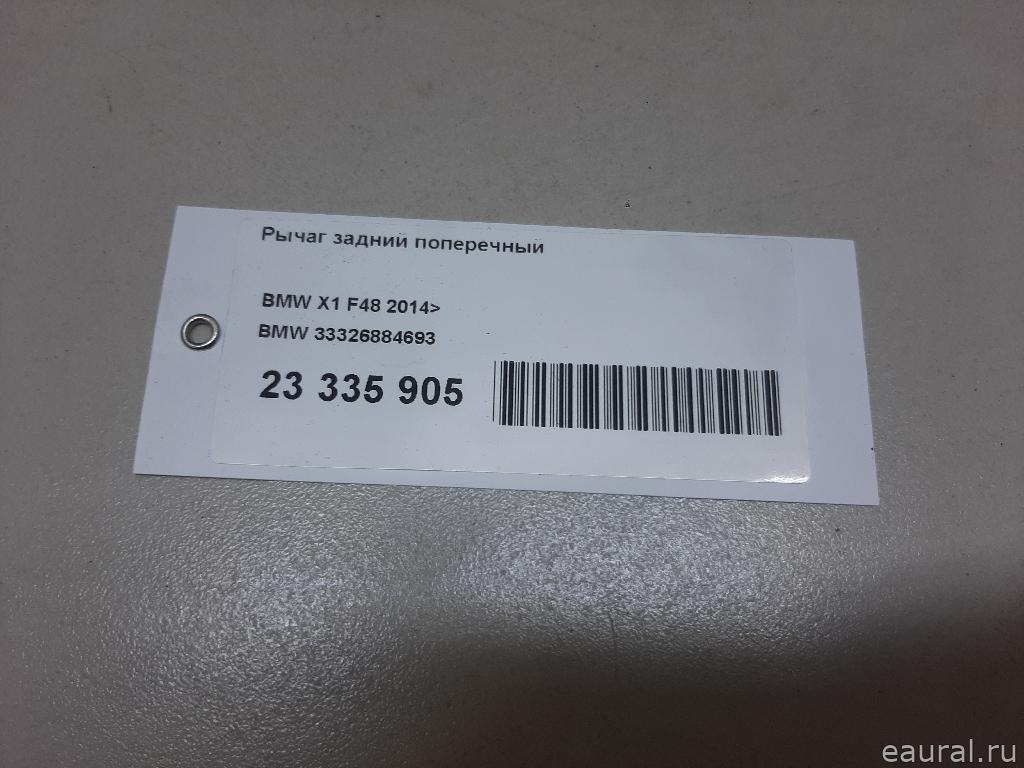 Рычаг задний поперечный
BMW X1 F48 2014>
BMW 33326884693
23 335 905
eaural.ru